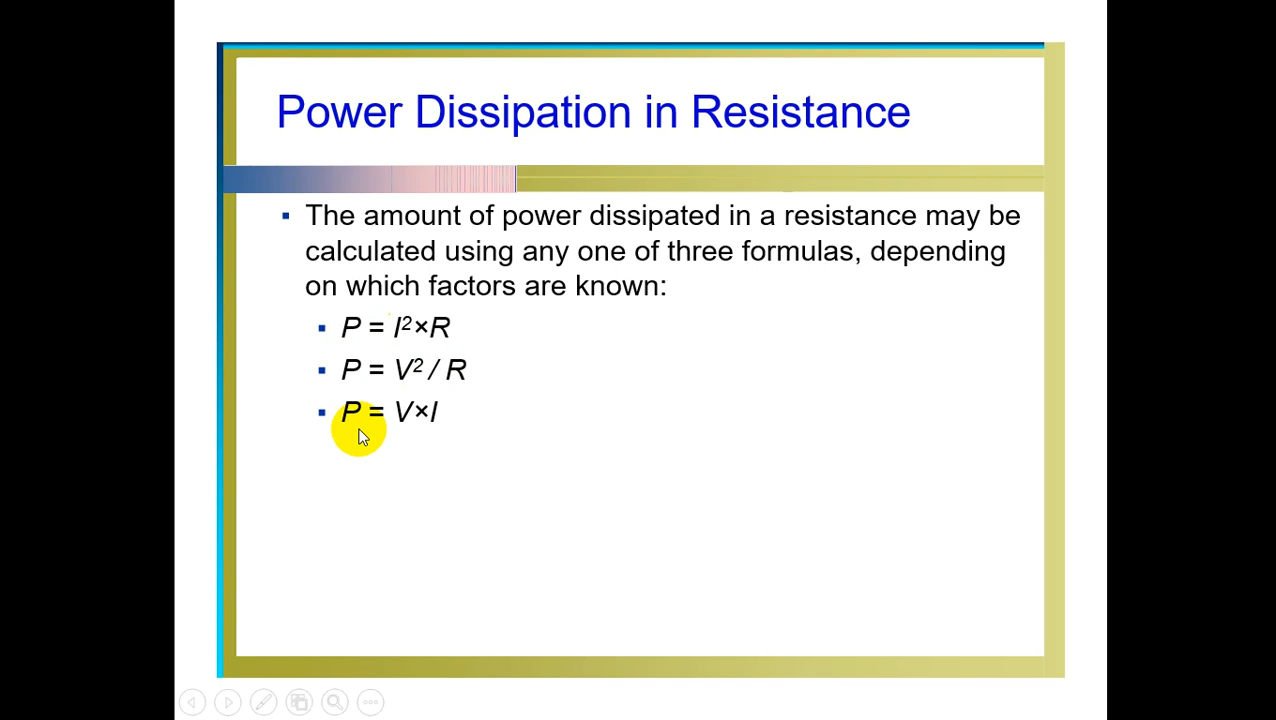 Power Dissipation in Resistance
▪ The amount of power dissipated in a resistance may be
calculated using any one of three formulas, depending
on which factors are known:
▪ P = I²×R
▪ P = V² / R
▪ P = V×I